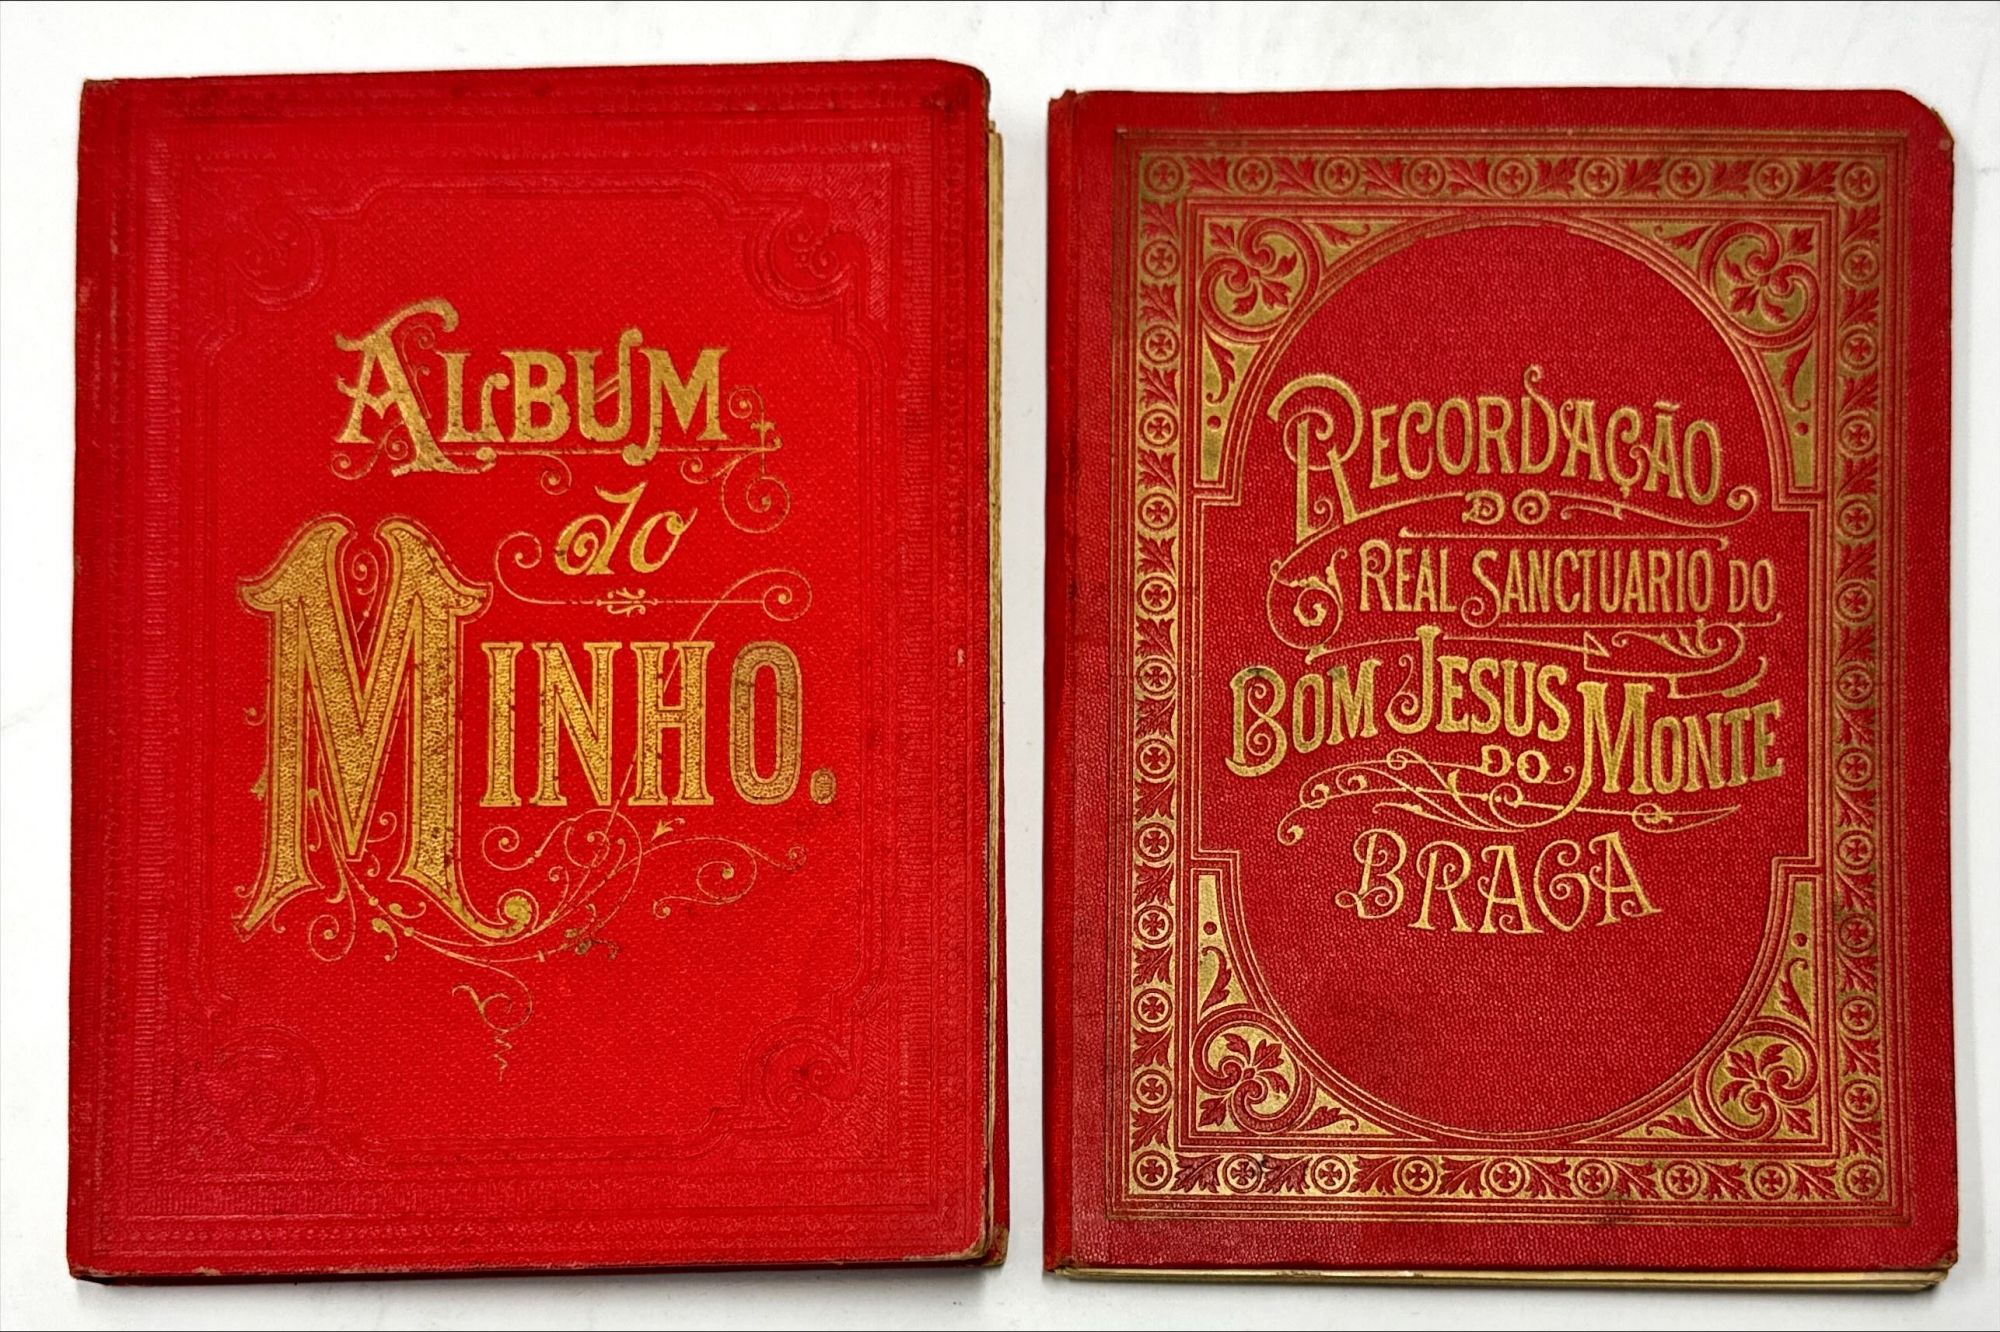 ALBUM
do
MINHO.
RECORDAÇÃO
DO
REAL SANCTUARIO DO
BOM JESUS
DO MONTE
BRAGA